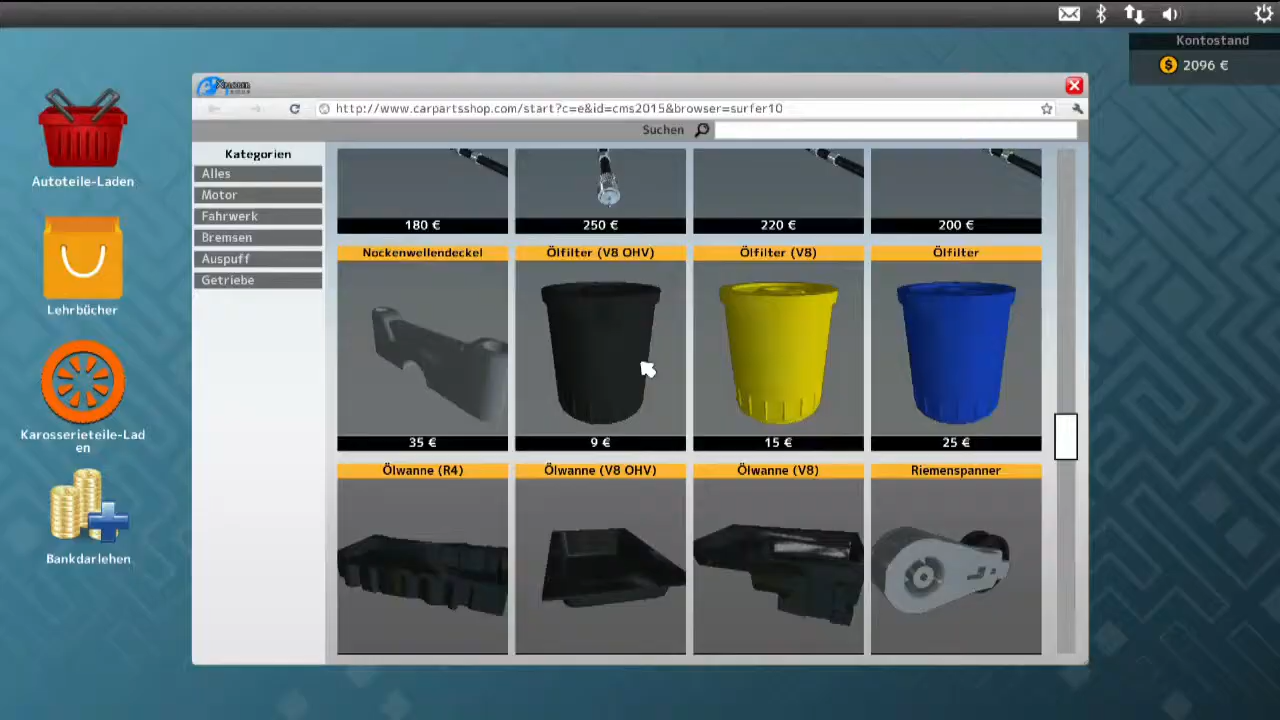 Kontostand
2096 €
Autoteile-Laden
Lehrbücher
Karosserieteile-Lad
en
Bankdarlehen
http://www.carpartsshop.com/start?c=e&id=cms2015&browser=surfer10
Suchen
Kategorien
Alles
Motor
Fahrwerk
Bremsen
Auspuff
Getriebe
180 €
250 €
220 €
200 €
Nockenwellendeckel
Ölfilter (V8 OHV)
Ölfilter (V8)
Ölfilter
35 €
9 €
15 €
25 €
Ölwanne (R4)
Ölwanne (V8 OHV)
Ölwanne (V8)
Riemenspanner